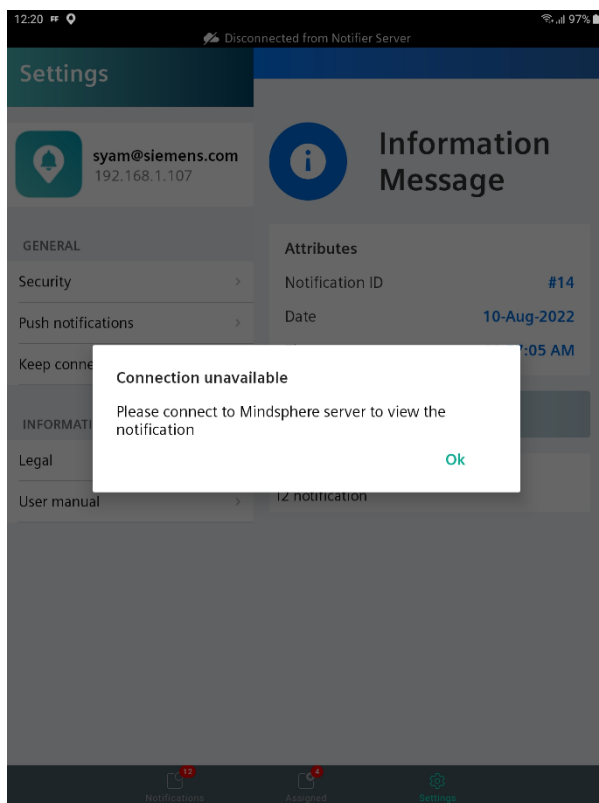 12:20
97%
Disconnected from Notifier Server
Settings
syam@siemens.com
192.168.1.107
GENERAL
Security
Push notifications
Keep conne
INFORMATI
Legal
User manual
Information
Message
Attributes
Notification ID #14
Date 10-Aug-2022
:05 AM
Connection unavailable
Please connect to Mindsphere server to view the
notification
Ok
12 notification
12
Notifications
4
Assigned
Settings